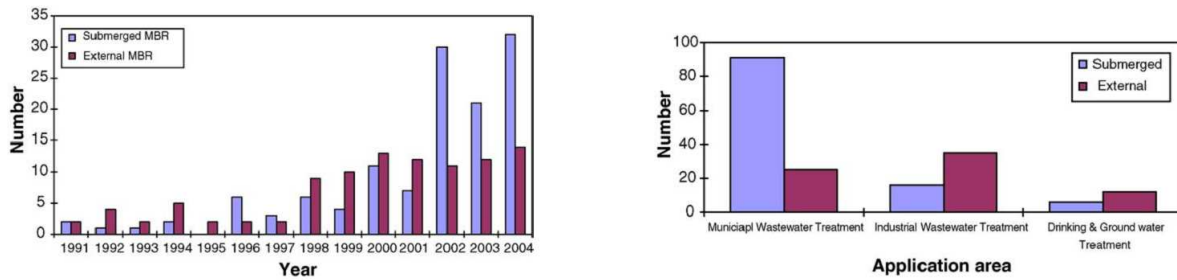 35
30
25
20
15
10
5
0
Number
Submerged MBR
External MBR
1991 1992 1993 1994 1995 1996 1997 1998 1999 2000 2001 2002 2003 2004
Year
100
80
60
40
20
0
Number
Submerged
External
Municiapl Wastewater Treatment Industrial Wastewater Treatment Drinking & Ground water
Treatment
Application area